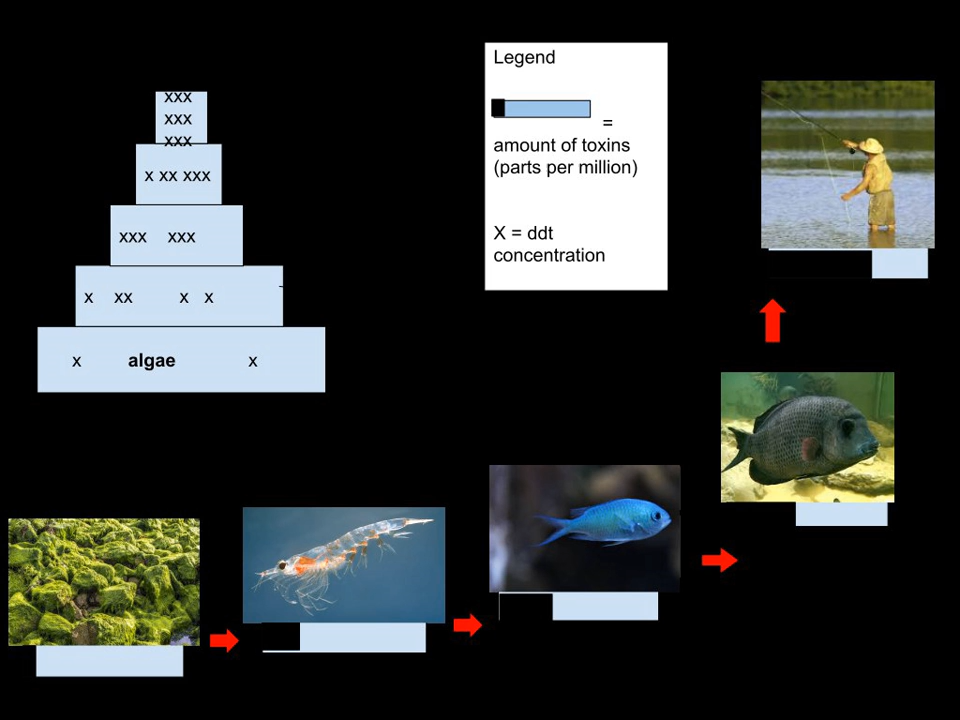 xxx
xxx
xxx
x xx xxx
xxx xxx
x xx x x
x algae x
Legend
=
amount of toxins
(parts per million)
X = ddt
concentration